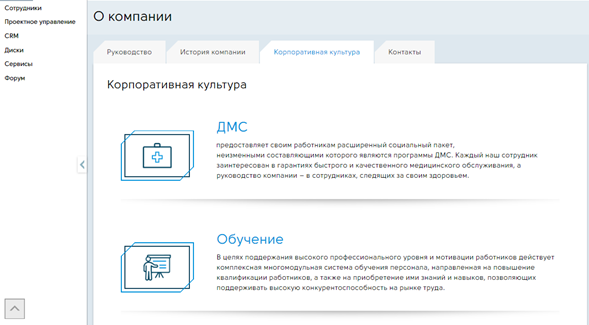 Сотрудники
Проектное управление
CRM
Диски
Сервисы
Форум
О компании
Руководство
История компании
Корпоративная культура
Контакты
Корпоративная культура
ДМС
предоставляет своим работникам расширенный социальный пакет,
неизменными составляющими которого являются программы ДМС. Каждый наш сотрудник
заинтересован в гарантиях быстрого и качественного медицинского обслуживания, а
руководство компании – в сотрудниках, следящих за своим здоровьем.
Обучение
В целях поддержания высокого профессионального уровня и мотивации работников действует
комплексная многомодульная система обучения персонала, направленная на повышение
квалификации работников, а также на приобретение ими знаний и навыков, позволяющих
поддерживать высокую конкурентоспособность на рынке труда.